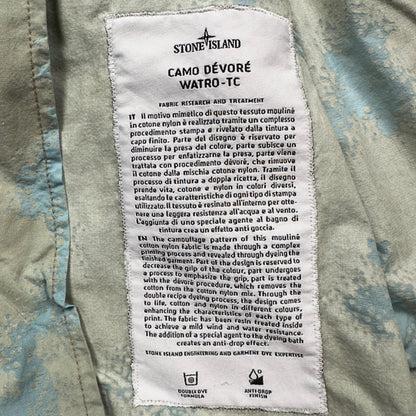 STONE ISLAND
CAMO DÉVORÉ
WATRO-TC
FABRIC RESEARCH AND TREATMENT
IT Il motivo mimetico di questo tessuto mouliné
in cotone nylon è realizzato tramite un complesso
procedimento stampa e rivelato dalla tintura a
capo finito. Parte del disegno è riservato per
diminuire la presa del colore, parte subisce un
processo per enfatizzarne la presa, parte viene
trattata con procedimento dévoré, che rimuove
il cotone dalla mischia cotone nylon. Tramite il
processo di tintura a doppia ricetta, il disegno
prende vita, cotone e nylon in colori diversi,
esaltando le caratteristiche di ogni tipo di stampa
utilizzato. Il tessuto è resinato all'interno per otte-
nere una leggera resistenza all'acqua e al vento.
L'aggiunta di uno speciale agente al bagno di
tintura crea un effetto anti goccia.
EN The camouflage pattern of this mouliné
cotton nylon fabric is made through a complex
printing process and revealed through dyeing the
finished garment. Part of the design is reserved to
decrease the grip of the colour, part undergoes
a process to emphasize the grip, part is treated
with the dévoré procedure, which removes the
cotton from the cotton nylon mix. Through the
double recipe dyeing process, the design comes
to life, cotton and nylon in different colours,
enhancing the characteristics of each type of
print. The fabric has been resin treated inside
to achieve a mild wind and water resistance.
The addition of a special agent to the dyeing bath
creates an anti-drop effect.
STONE ISLAND ENGINEERING AND GARMENT DYE EXPERTISE
DOUBLE DYE
FORMULA
ANTI-DROP
FINISHING